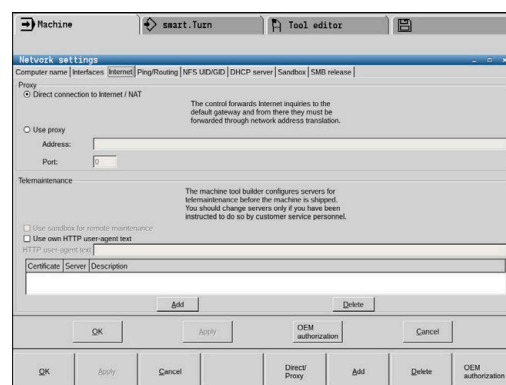 Machine
smart.Turn
Tool editor
Network settings
Computer name Interfaces Internet Ping/Routing NFS UID/GID DHCP server Sandbox SMB release
Proxy
Direct connection to Internet / NAT
The control forwards Internet inquiries to the
default gateway and from there they must be
forwarded through network address translation.
Use proxy
Address:
Port: 0
Telemaintenance
The machine tool builder configures servers for
telemaintenance before the machine is shipped.
You should change servers only if you have been
instructed to do so by customer service personnel.
Use sandbox for remote maintenance
Use own HTTP user-agent text
HTTP user-agent text
Certificate Server Description
Add Delete
OK Apply OEM authorization Cancel
OK Apply Cancel Direct/ Proxy Add Delete OEM authorization